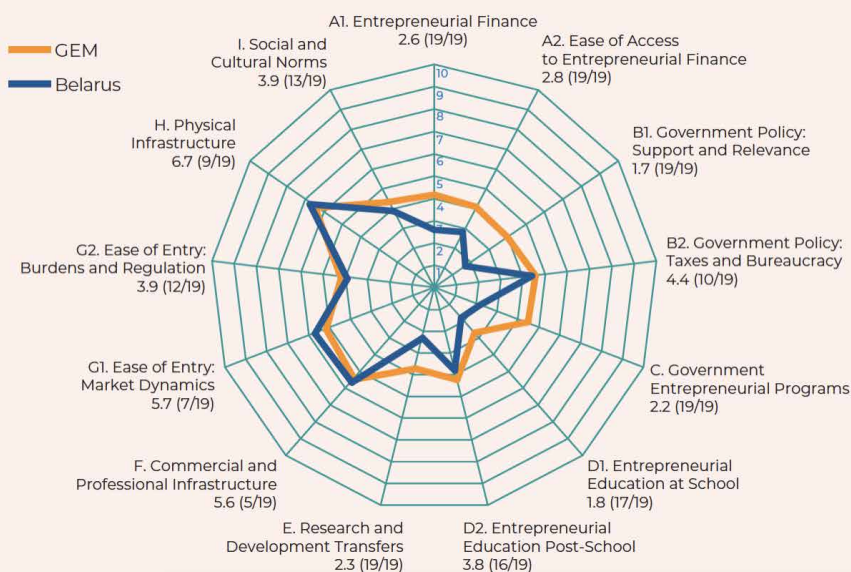 GEM
Belarus
A1. Entrepreneurial Finance
2.6 (19/19)
A2. Ease of Access
to Entrepreneurial Finance
2.8 (19/19)
B1. Government Policy:
Support and Relevance
1.7 (19/19)
B2. Government Policy:
Taxes and Bureaucracy
4.4 (10/19)
C. Government
Entrepreneurial Programs
2.2 (19/19)
D1. Entrepreneurial
Education at School
1.8 (17/19)
D2. Entrepreneurial
Education Post-School
3.8 (16/19)
E. Research and
Development Transfers
2.3 (19/19)
F. Commercial and
Professional Infrastructure
5.6 (5/19)
G1. Ease of Entry:
Market Dynamics
5.7 (7/19)
G2. Ease of Entry:
Burdens and Regulation
3.9 (12/19)
H. Physical
Infrastructure
6.7 (9/19)
I. Social and
Cultural Norms
3.9 (13/19)
10
9
8
7
6
5
4
3
2
1